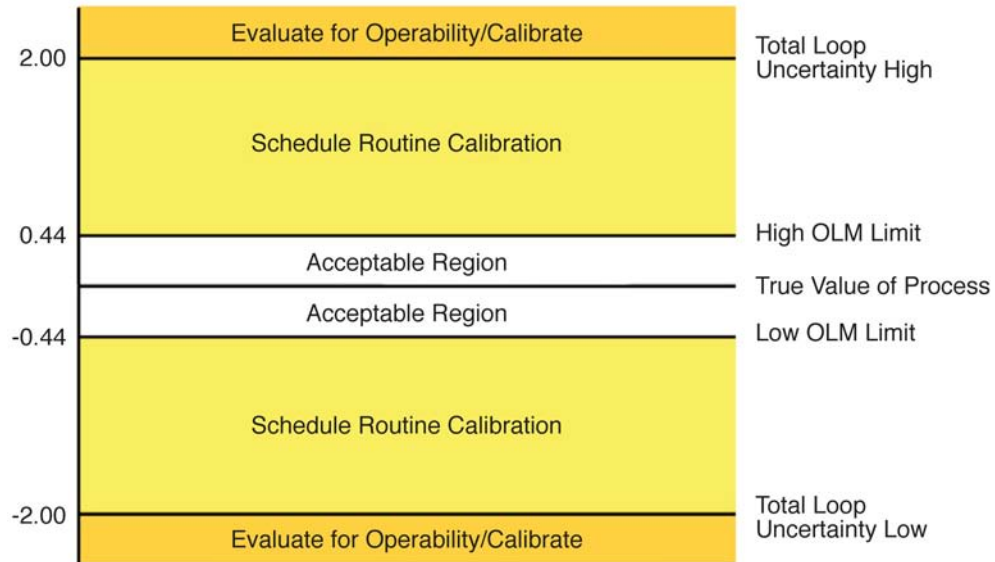 Evaluate for Operability/Calibrate
2.00
Total Loop
Uncertainty High
Schedule Routine Calibration
0.44
High OLM Limit
Acceptable Region
True Value of Process
Acceptable Region
-0.44
Low OLM Limit
Schedule Routine Calibration
-2.00
Total Loop
Uncertainty Low
Evaluate for Operability/Calibrate